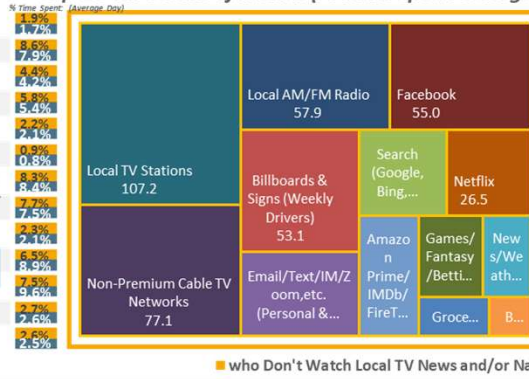 % Time Spent: (Average Day)
1.9%
1.7%
8.6%
7.9%
4.4%
4.2%
5.8%
5.4%
2.2%
2.1%
0.9%
0.8%
8.3%
8.4%
7.7%
7.5%
2.3%
2.1%
6.5%
8.9%
7.5%
9.6%
2.7%
2.6%
2.6%
2.5%
Local TV Stations
107.2
Non-Premium Cable TV
Networks
77.1
Local AM/FM Radio
57.9
Facebook
55.0
Billboards &
Signs (Weekly
Drivers)
53.1
Search
(Google,
Bing,...
Netflix
26.5
Email/Text/IM/Z
oom,etc.
(Personal &...
Amazo
n
Prime/
IMDb/
FireT...
Games/
Fantasy
/Betti...
New
s/We
ath...
Groce...
B...
who Don't Watch Local TV News and/or Na